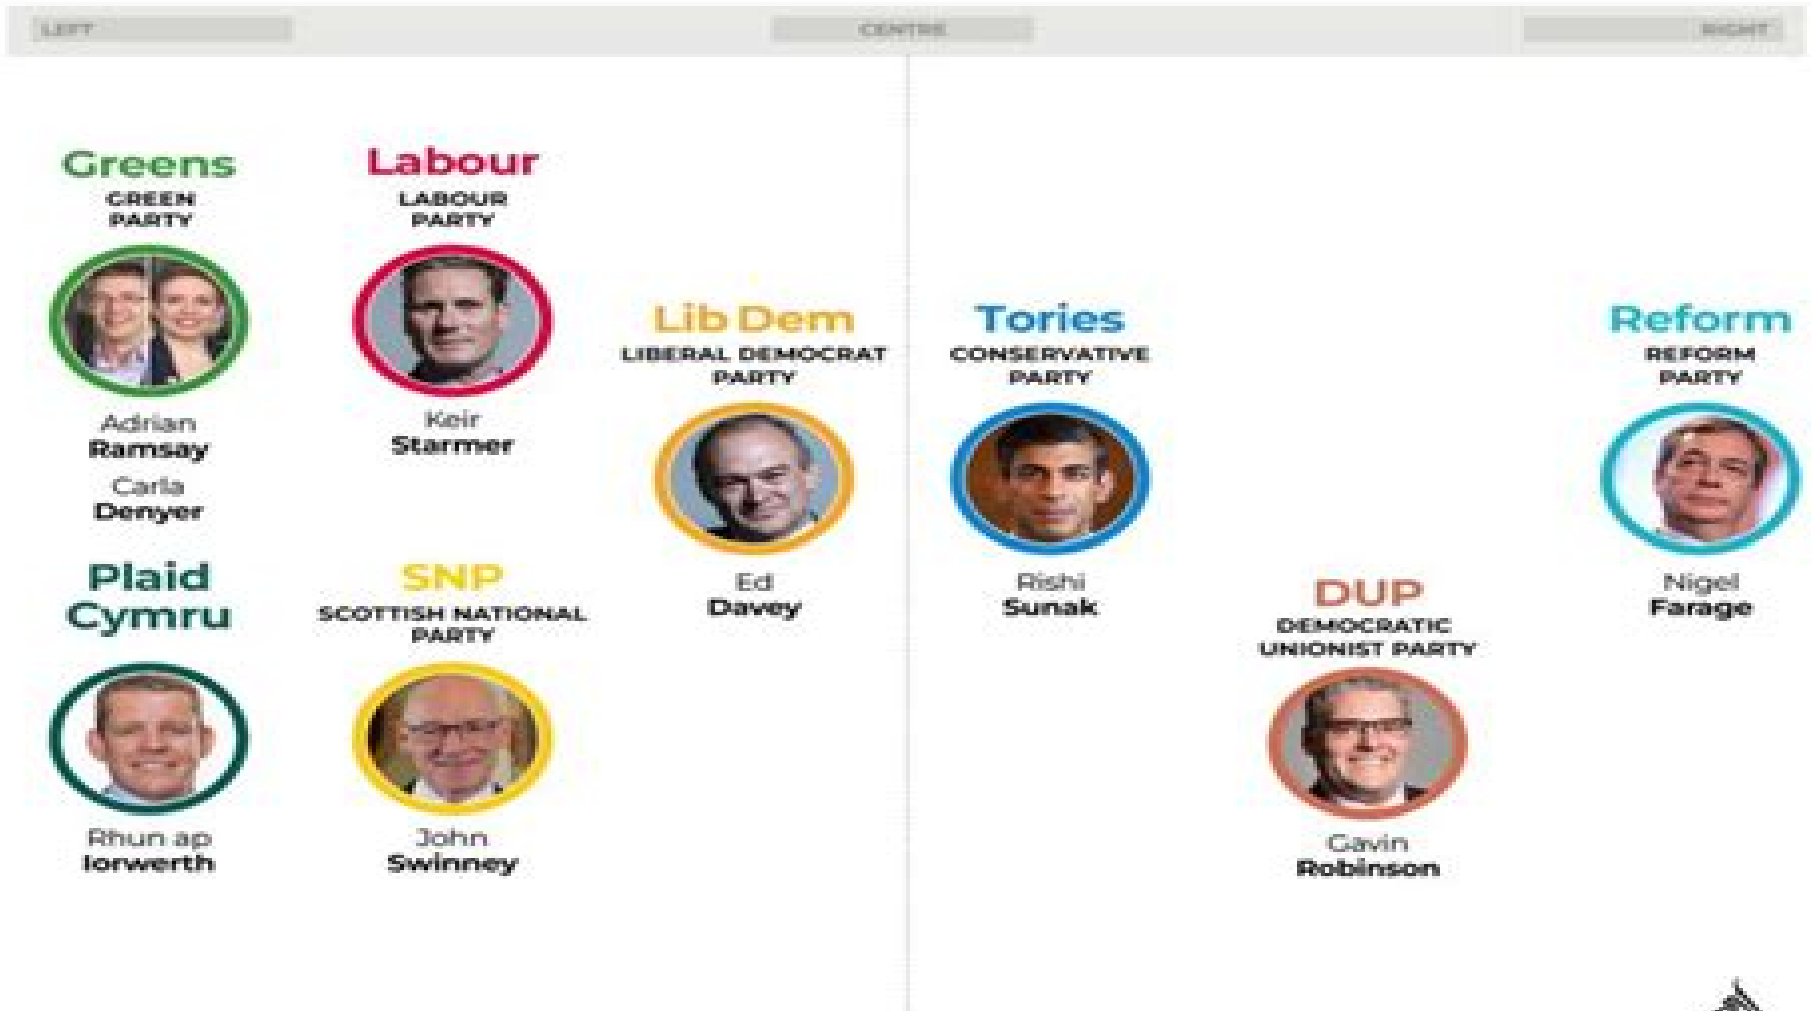 LEFT
CENTRE
RIGHT
Greens
GREEN
PARTY
Adrian
Ramsay
Carla
Denyer
Labour
LABOUR
PARTY
Keir
Starmer
Plaid
Cymru
Rhun ap
Iorwerth
SNP
SCOTTISH NATIONAL
PARTY
John
Swinney
Lib Dem
LIBERAL DEMOCRAT
PARTY
Ed
Davey
Tories
CONSERVATIVE
PARTY
Rishi
Sunak
DUP
DEMOCRATIC
UNIONIST PARTY
Gavin
Robinson
Reform
REFORM
PARTY
Nigel
Farage